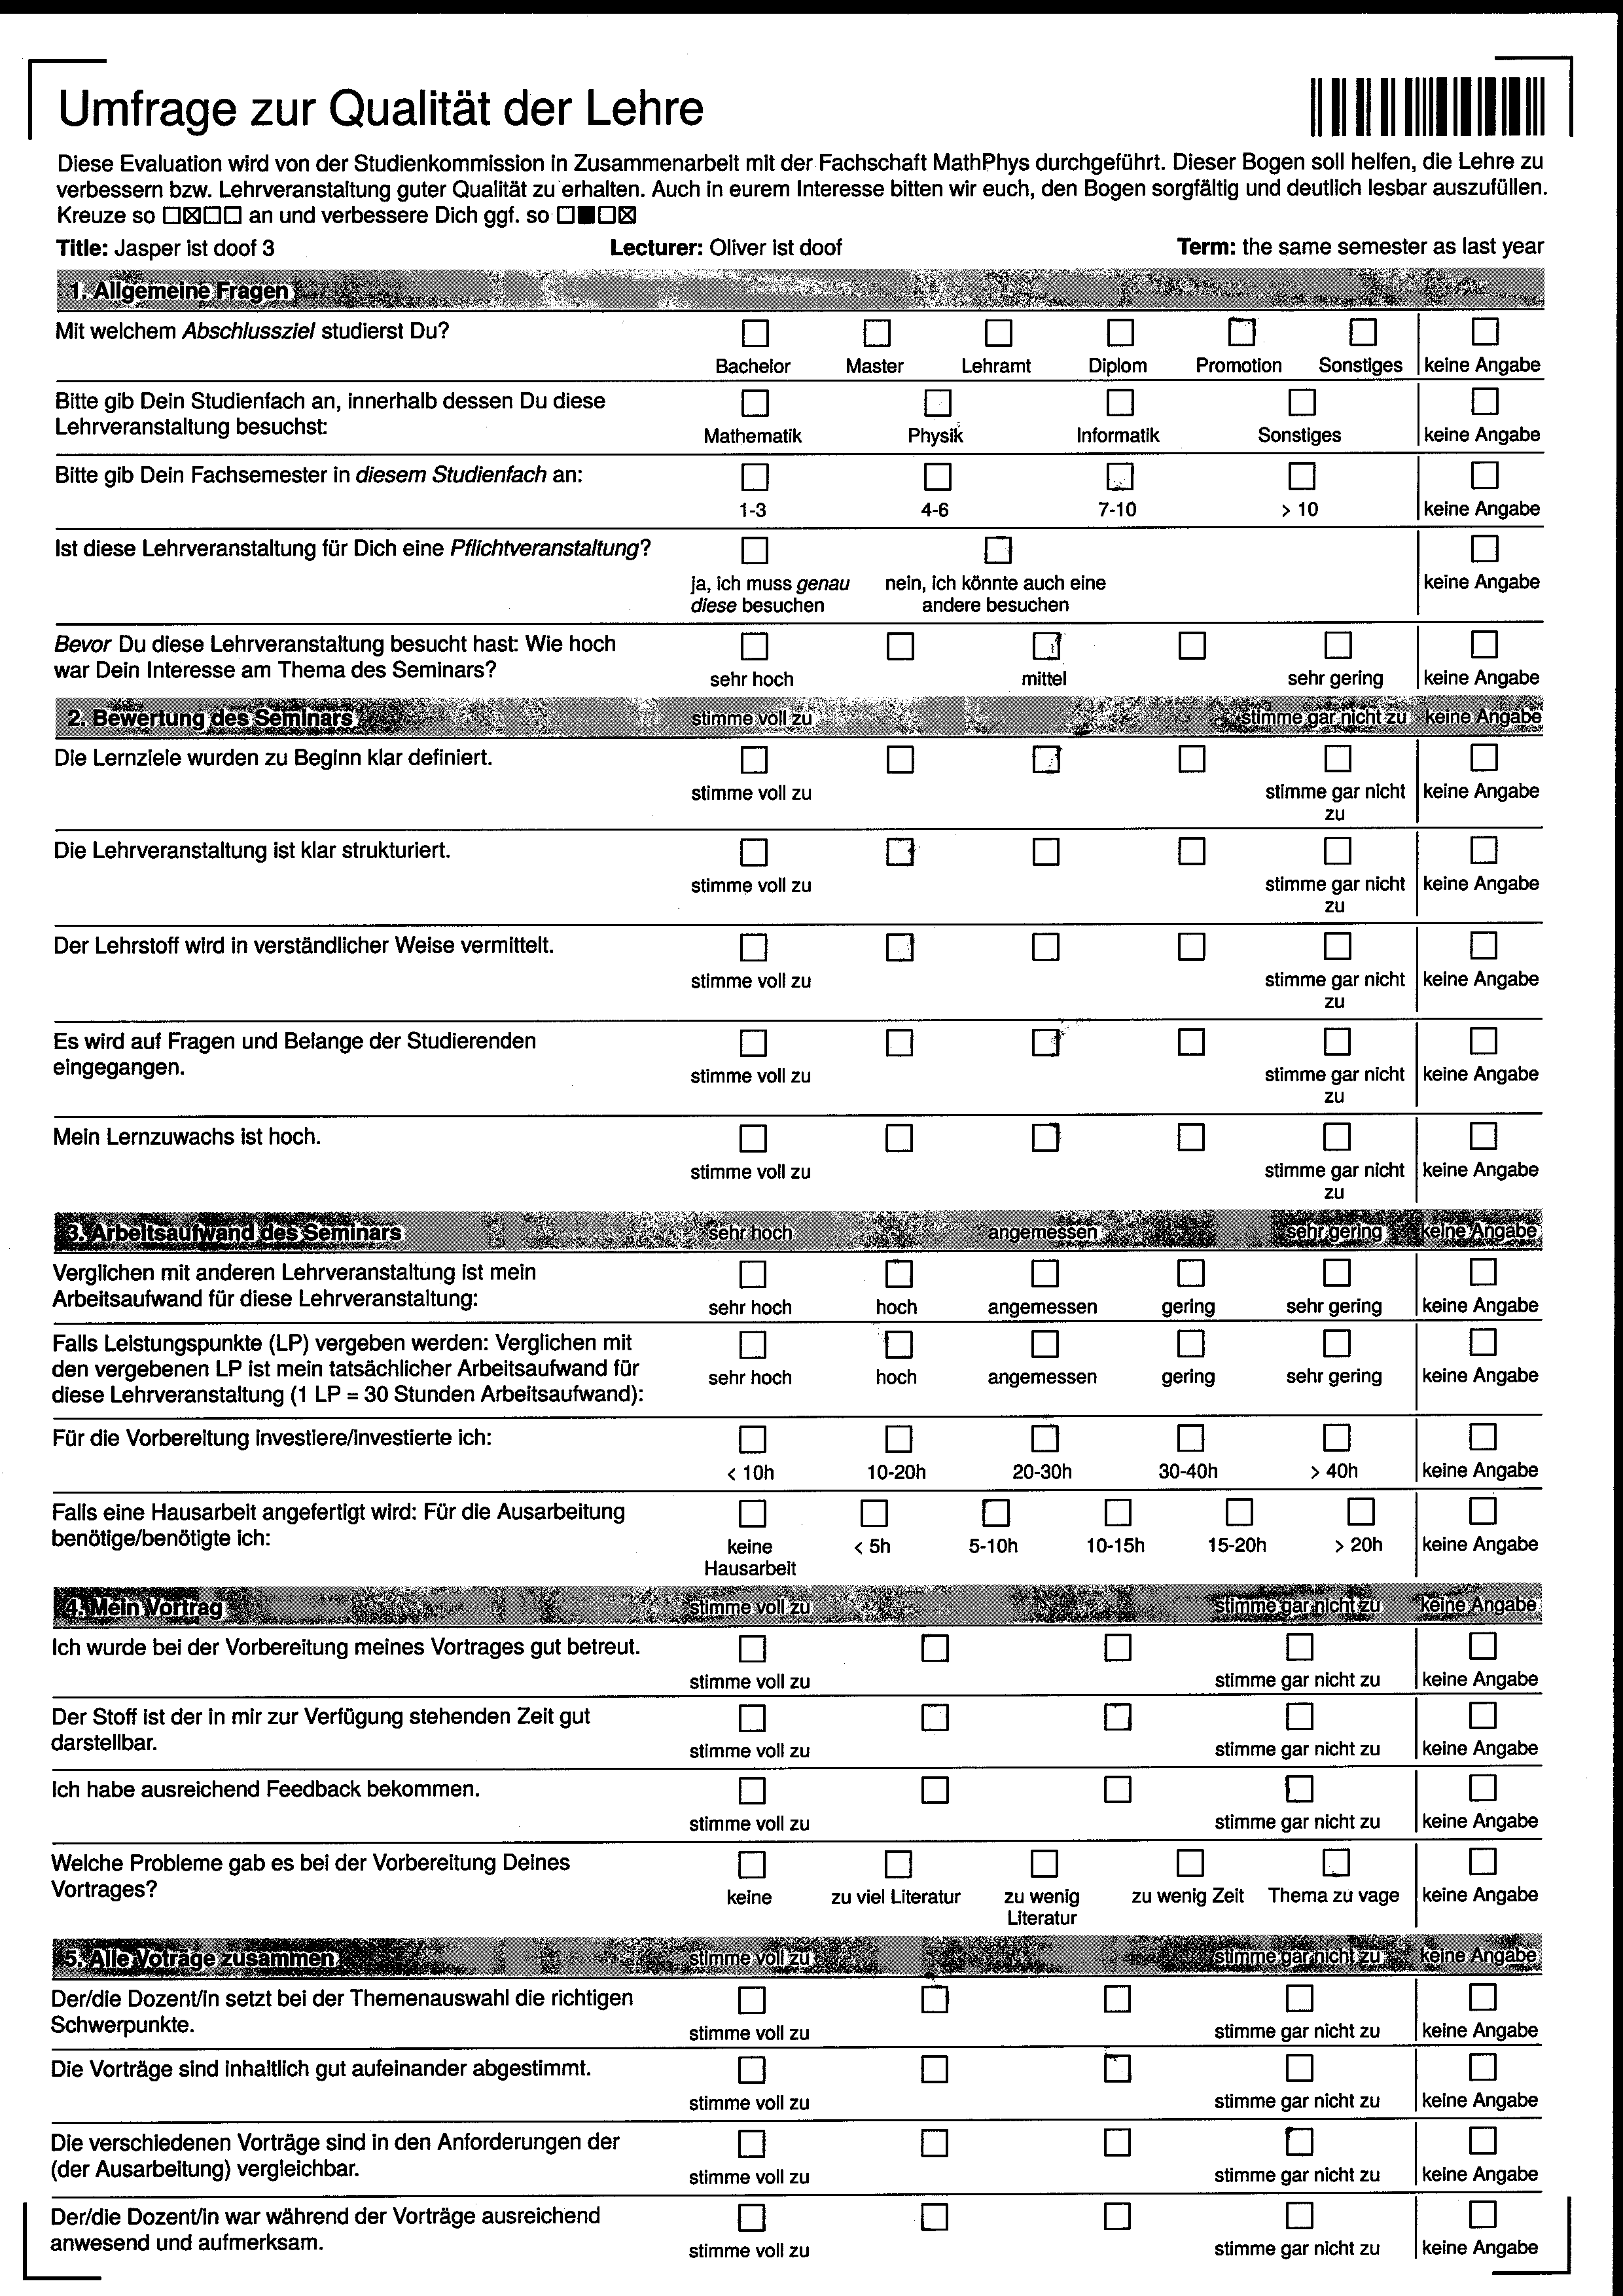 Umfrage zur Qualität der Lehre
Diese Evaluation wird von der Studienkommission in Zusammenarbeit mit der Fachschaft MathPhys durchgeführt. Dieser Bogen soll helfen, die Lehre zu
verbessern bzw. Lehrveranstaltung guter Qualität zu erhalten. Auch in eurem Interesse bitten wir euch, den Bogen sorgfältig und deutlich lesbar auszufüllen.
Kreuze so ☐☒☐☐ an und verbessere Dich ggf. so ☐■☐☒
Title: Jasper ist doof 3 Lecturer: Oliver ist doof Term: the same semester as last year
1. Allgemeine Fragen
Mit welchem Abschlussziel studierst Du?
Bachelor Master Lehramt Diplom Promotion Sonstiges keine Angabe
Bitte gib Dein Studienfach an, innerhalb dessen Du diese
Lehrveranstaltung besuchst:
Mathematik Physik Informatik Sonstiges keine Angabe
Bitte gib Dein Fachsemester in diesem Studienfach an:
1-3 4-6 7-10 > 10 keine Angabe
Ist diese Lehrveranstaltung für Dich eine Pflichtveranstaltung?
ja, ich muss genau nein, ich könnte auch eine keine Angabe
diese besuchen andere besuchen
Bevor Du diese Lehrveranstaltung besucht hast: Wie hoch
war Dein Interesse am Thema des Seminars?
sehr hoch mittel sehr gering keine Angabe
2. Bewertung des Seminars stimme voll zu stimme gar nicht zu keine Angabe
Die Lernziele wurden zu Beginn klar definiert.
stimme voll zu stimme gar nicht keine Angabe
zu
Die Lehrveranstaltung ist klar strukturiert.
stimme voll zu stimme gar nicht keine Angabe
zu
Der Lehrstoff wird in verständlicher Weise vermittelt.
stimme voll zu stimme gar nicht keine Angabe
zu
Es wird auf Fragen und Belange der Studierenden
eingegangen.
stimme voll zu stimme gar nicht keine Angabe
zu
Mein Lernzuwachs ist hoch.
stimme voll zu stimme gar nicht keine Angabe
zu
3. Arbeitsaufwand des Seminars sehr hoch angemessen sehr gering keine Angabe
Verglichen mit anderen Lehrveranstaltung ist mein
Arbeitsaufwand für diese Lehrveranstaltung:
sehr hoch hoch angemessen gering sehr gering keine Angabe
Falls Leistungspunkte (LP) vergeben werden: Verglichen mit
den vergebenen LP ist mein tatsächlicher Arbeitsaufwand für
diese Lehrveranstaltung (1 LP = 30 Stunden Arbeitsaufwand):
sehr hoch hoch angemessen gering sehr gering keine Angabe
Für die Vorbereitung investiere/investierte ich:
< 10h 10-20h 20-30h 30-40h > 40h keine Angabe
Falls eine Hausarbeit angefertigt wird: Für die Ausarbeitung
benötige/benötigte ich:
keine < 5h 5-10h 10-15h 15-20h > 20h keine Angabe
Hausarbeit
4. Mein Vortrag stimme voll zu stimme gar nicht zu keine Angabe
Ich wurde bei der Vorbereitung meines Vortrages gut betreut.
stimme voll zu stimme gar nicht zu keine Angabe
Der Stoff ist der in mir zur Verfügung stehenden Zeit gut
darstellbar.
stimme voll zu stimme gar nicht zu keine Angabe
Ich habe ausreichend Feedback bekommen.
stimme voll zu stimme gar nicht zu keine Angabe
Welche Probleme gab es bei der Vorbereitung Deines
Vortrages?
keine zu viel Literatur zu wenig zu wenig Zeit Thema zu vage keine Angabe
Literatur
5. Alle Voträge zusammen stimme voll zu stimme gar nicht zu keine Angabe
Der/die Dozent/in setzt bei der Themenauswahl die richtigen
Schwerpunkte.
stimme voll zu stimme gar nicht zu keine Angabe
Die Vorträge sind inhaltlich gut aufeinander abgestimmt.
stimme voll zu stimme gar nicht zu keine Angabe
Die verschiedenen Vorträge sind in den Anforderungen der
(der Ausarbeitung) vergleichbar.
stimme voll zu stimme gar nicht zu keine Angabe
Der/die Dozent/in war während der Vorträge ausreichend
anwesend und aufmerksam.
stimme voll zu stimme gar nicht zu keine Angabe